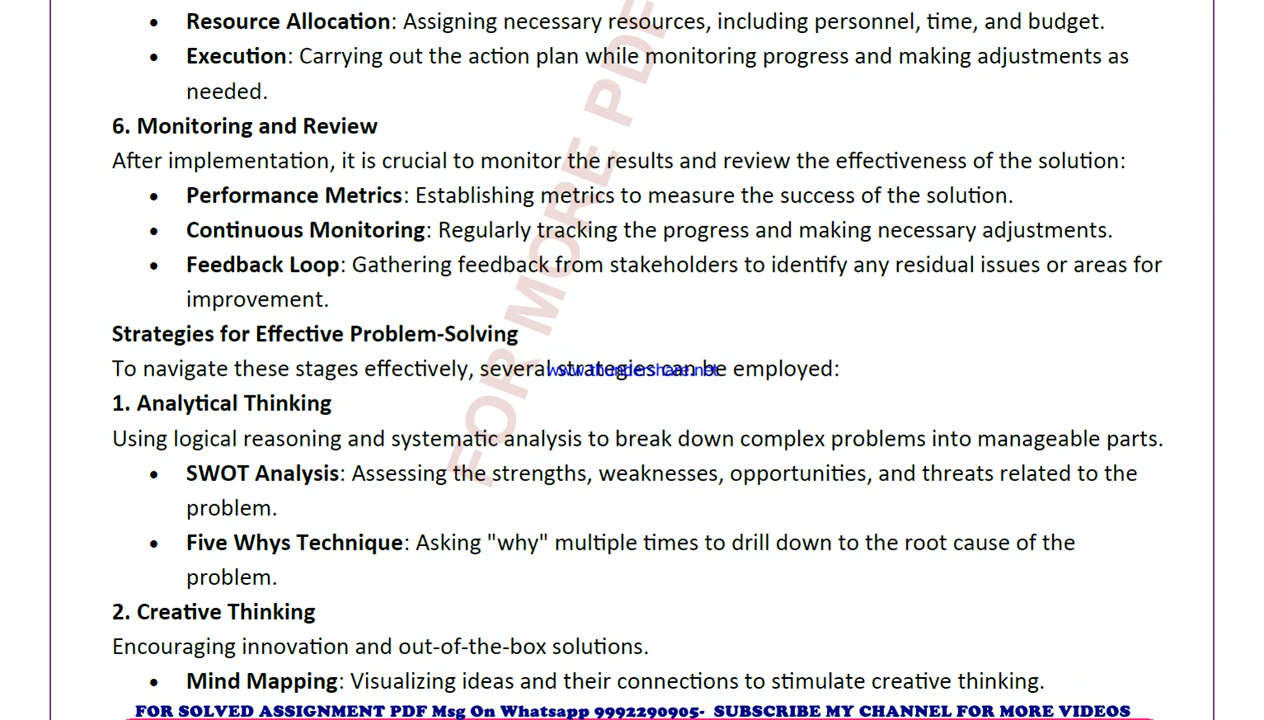 • Resource Allocation: Assigning necessary resources, including personnel, time, and budget.
• Execution: Carrying out the action plan while monitoring progress and making adjustments as
needed.
6. Monitoring and Review
After implementation, it is crucial to monitor the results and review the effectiveness of the solution:
• Performance Metrics: Establishing metrics to measure the success of the solution.
• Continuous Monitoring: Regularly tracking the progress and making necessary adjustments.
• Feedback Loop: Gathering feedback from stakeholders to identify any residual issues or areas for
improvement.
Strategies for Effective Problem-Solving
To navigate these stages effectively, several strategies can be employed:
www.thundershare.net
1. Analytical Thinking
Using logical reasoning and systematic analysis to break down complex problems into manageable parts.
• SWOT Analysis: Assessing the strengths, weaknesses, opportunities, and threats related to the
problem.
• Five Whys Technique: Asking "why" multiple times to drill down to the root cause of the
problem.
2. Creative Thinking
Encouraging innovation and out-of-the-box solutions.
• Mind Mapping: Visualizing ideas and their connections to stimulate creative thinking.
FOR MORE PDF
FOR SOLVED ASSIGNMENT PDF Msg On Whatsapp 9992290905- SUBSCRIBE MY CHANNEL FOR MORE VIDEOS